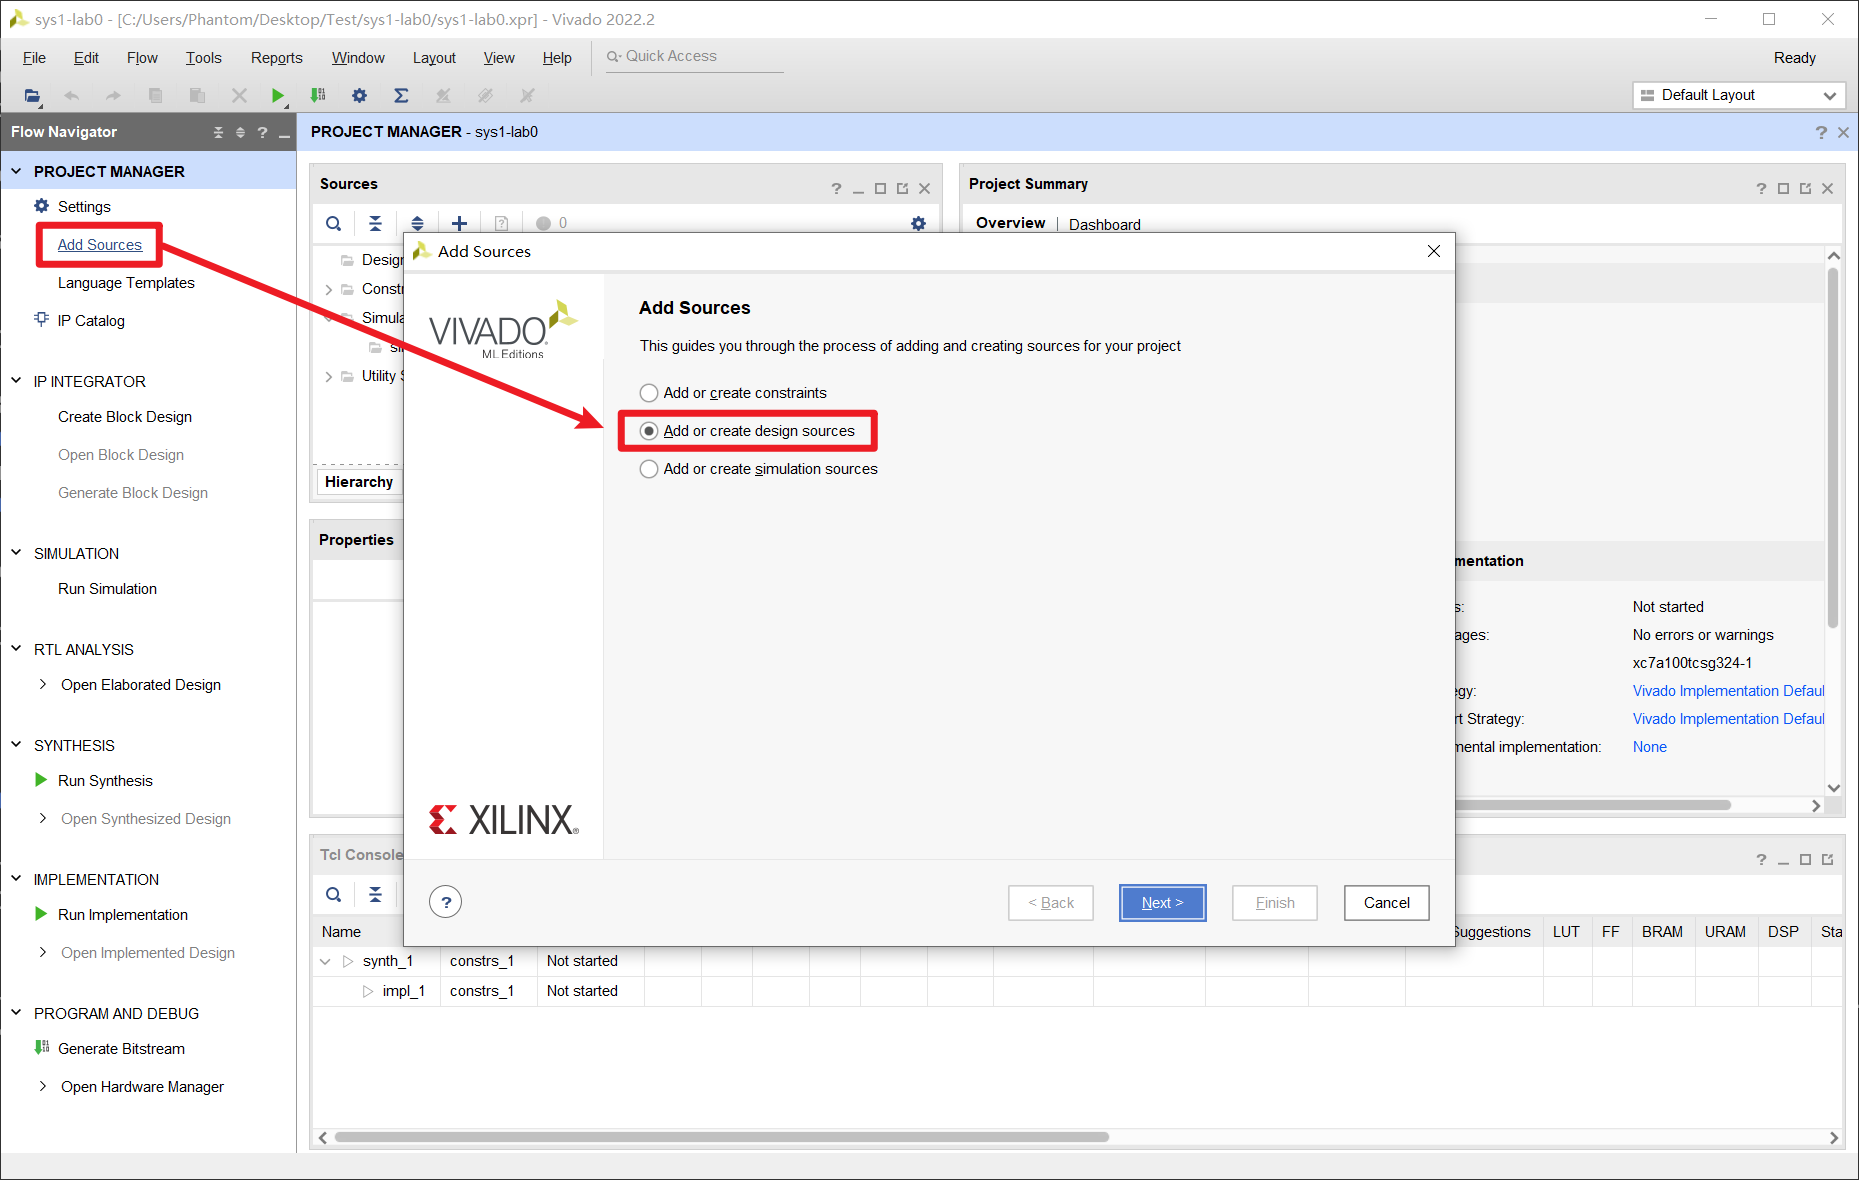 sys1-lab0 - [C:/Users/Phantom/Desktop/Test/sys1-lab0/sys1-lab0.xpr] - Vivado 2022.2
File Edit Flow Tools Reports Window Layout View Help Quick Access Ready
Default Layout
Flow Navigator
PROJECT MANAGER
Settings
Add Sources
Language Templates
IP Catalog
IP INTEGRATOR
Create Block Design
Open Block Design
Generate Block Design
SIMULATION
Run Simulation
RTL ANALYSIS
Open Elaborated Design
SYNTHESIS
Run Synthesis
Open Synthesized Design
IMPLEMENTATION
Run Implementation
Open Implemented Design
PROGRAM AND DEBUG
Generate Bitstream
Open Hardware Manager
PROJECT MANAGER - sys1-lab0
Sources
0
Desigr
Constr
Simula
si
Utility S
Hierarchy
Properties
Project Summary
Overview | Dashboard
mentation
s: Not started
ages: No errors or warnings
xc7a100tcsg324-1
egy: Vivado Implementation Defaul
rt Strategy: Vivado Implementation Defaul
mental implementation: None
Add Sources
VIVADO
ML Editions
XILINX
Add Sources
This guides you through the process of adding and creating sources for your project
Add or create constraints
Add or create design sources
Add or create simulation sources
? < Back Next > Finish Cancel
Tcl Console
Name Suggestions LUT FF BRAM URAM DSP Sta
synth_1 constrs_1 Not started
impl_1 constrs_1 Not started